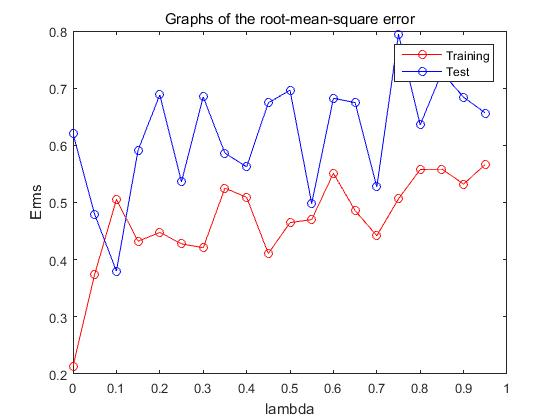 Graphs of the root-mean-square error
Training
Test
0.8
0.7
0.6
0.5
0.4
0.3
0.2
Erms
0 0.1 0.2 0.3 0.4 0.5 0.6 0.7 0.8 0.9 1
lambda